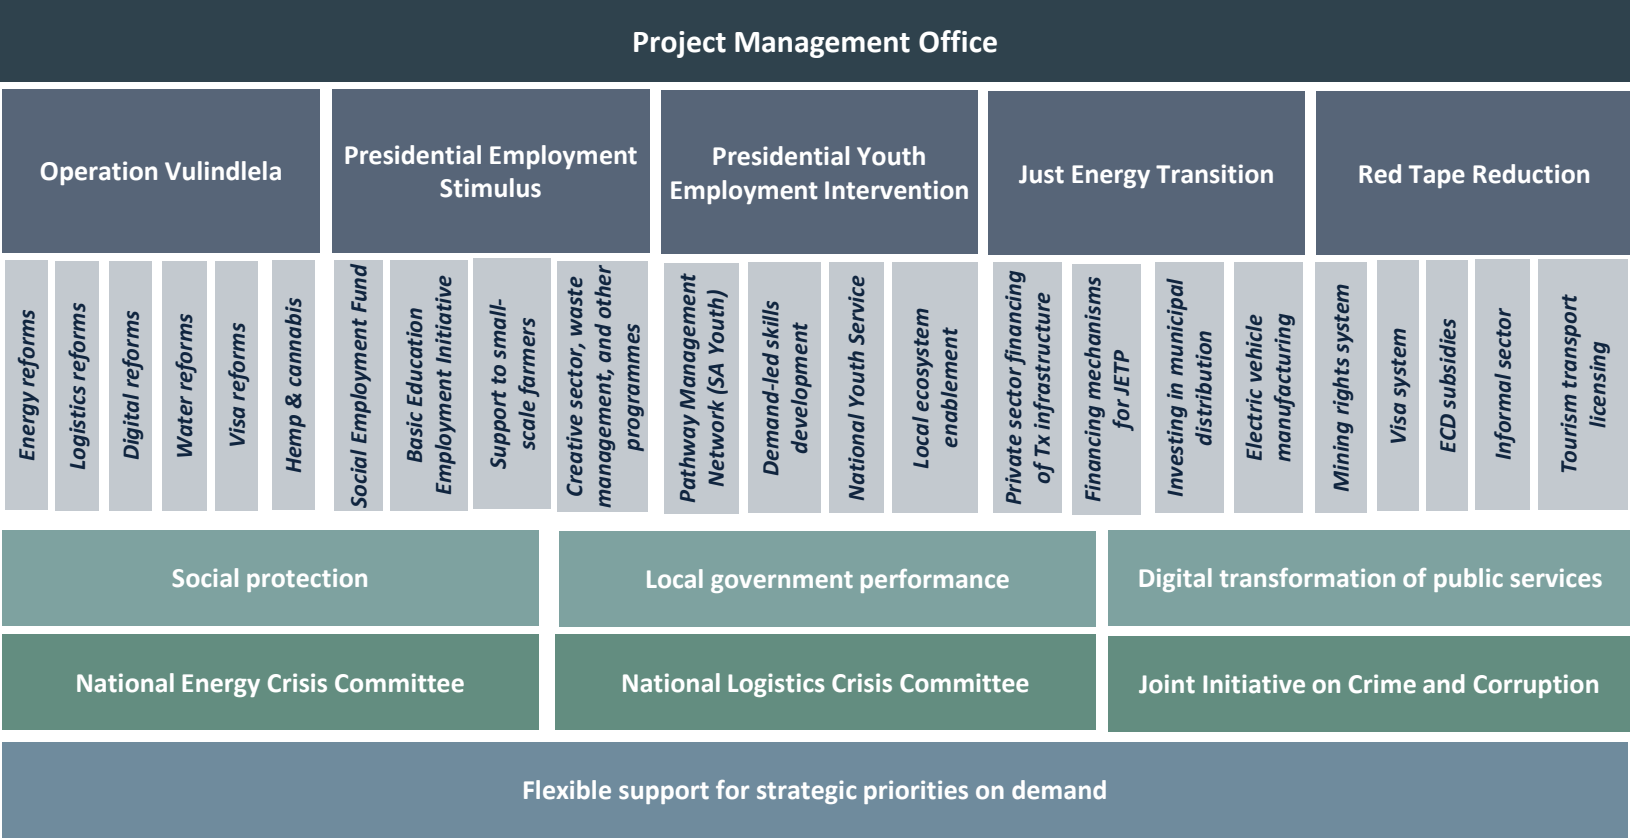 Project Management Office
Operation Vulindlela
Presidential Employment
Stimulus
Presidential Youth
Employment Intervention
Just Energy Transition
Red Tape Reduction
Energy reforms
Logistics reforms
Digital reforms
Water reforms
Visa reforms
Hemp & cannabis
Social Employment Fund
Basic Education
Employment Initiative
Support to small-
scale farmers
Creative sector, waste
management, and other
programmes
Pathway Management
Network (SA Youth)
Demand-led skills
development
National Youth Service
Local ecosystem
enablement
Private sector financing
of Tx infrastructure
Financing mechanisms
for JETP
Investing in municipal
distribution
Electric vehicle
manufacturing
Mining rights system
Visa system
ECD subsidies
Informal sector
Tourism transport
licensing
Social protection
Local government performance
Digital transformation of public services
National Energy Crisis Committee
National Logistics Crisis Committee
Joint Initiative on Crime and Corruption
Flexible support for strategic priorities on demand